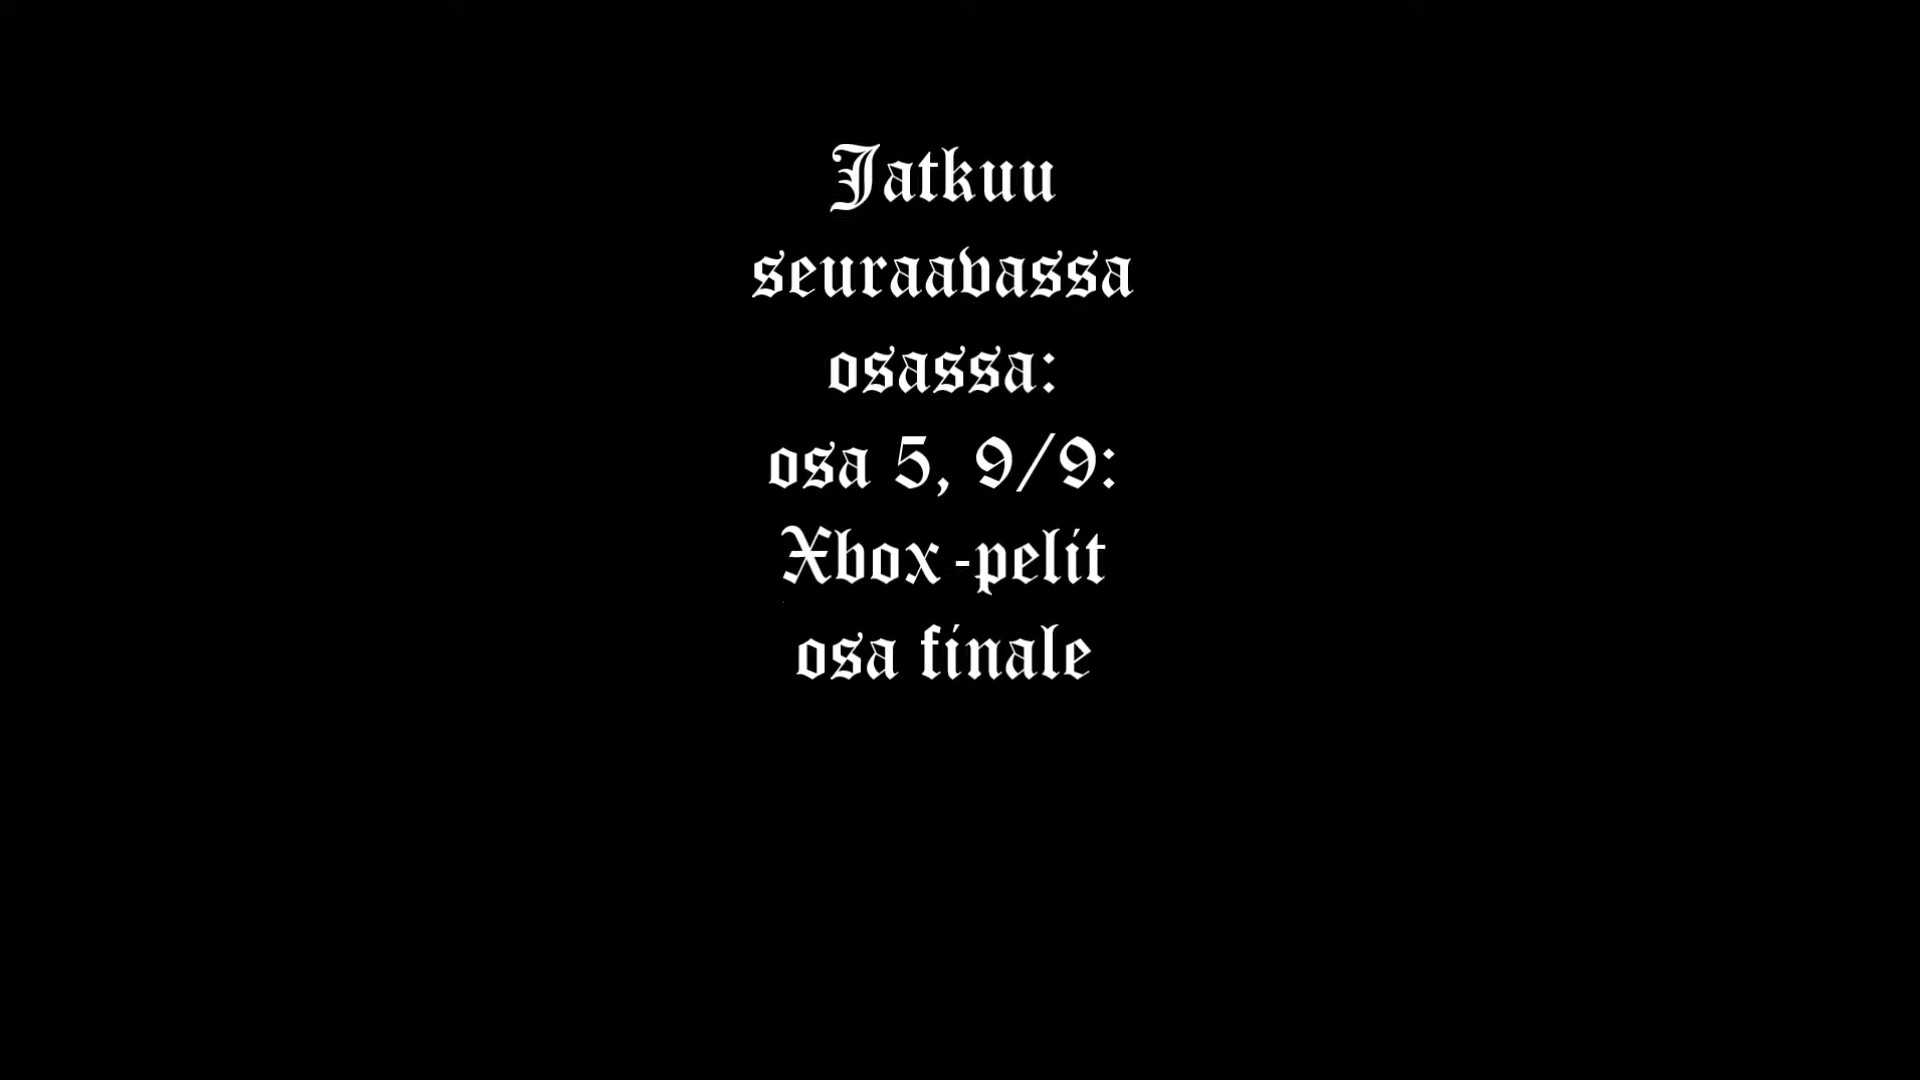 Jatkuu
seuraavassa
osassa:
osa 5, 9/9:
Xbox -pelit
osa finale